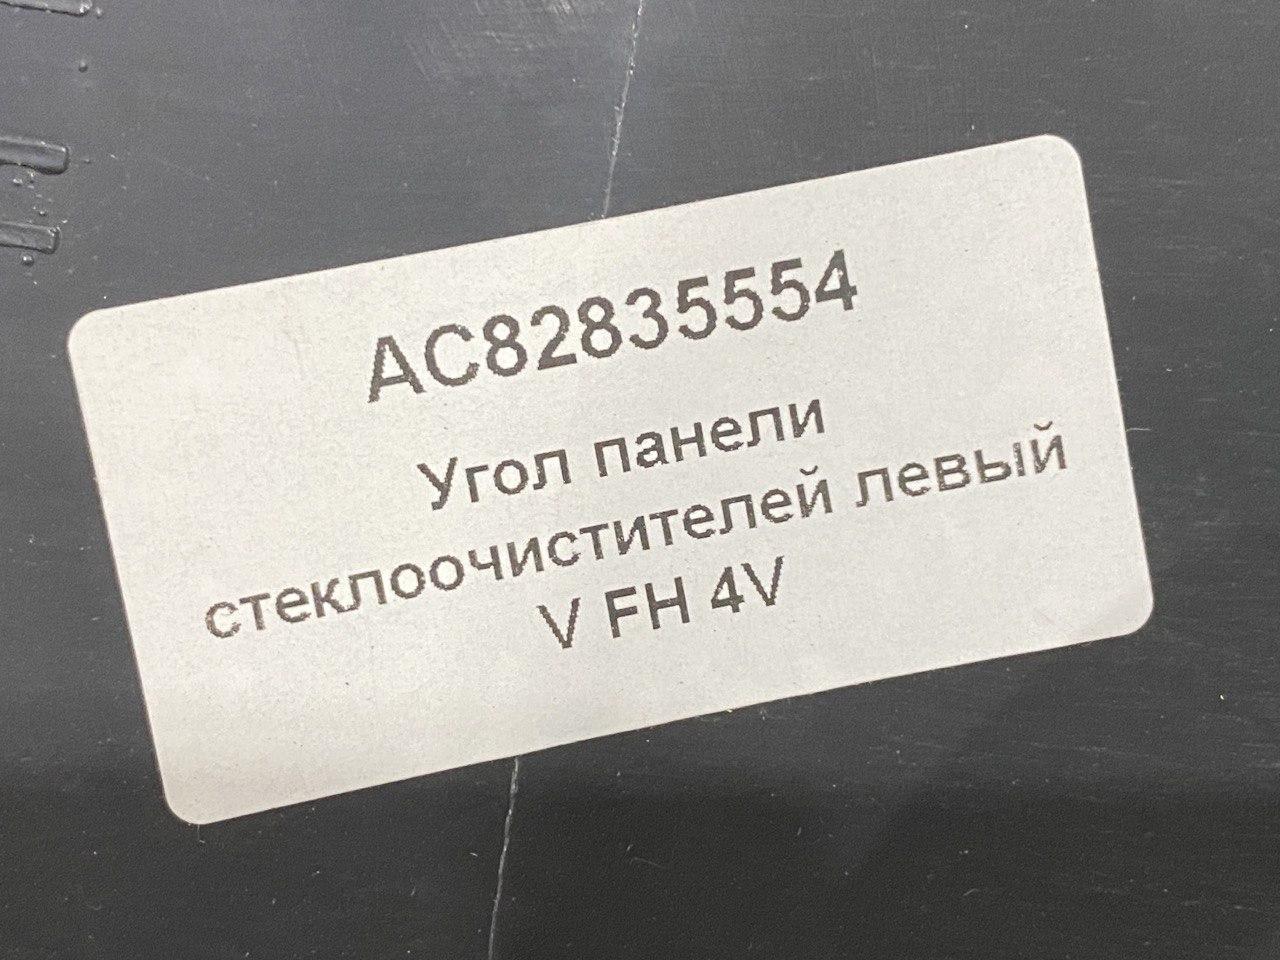 AC82835554
Угол панели
стеклоочистителей левый
V FH 4V